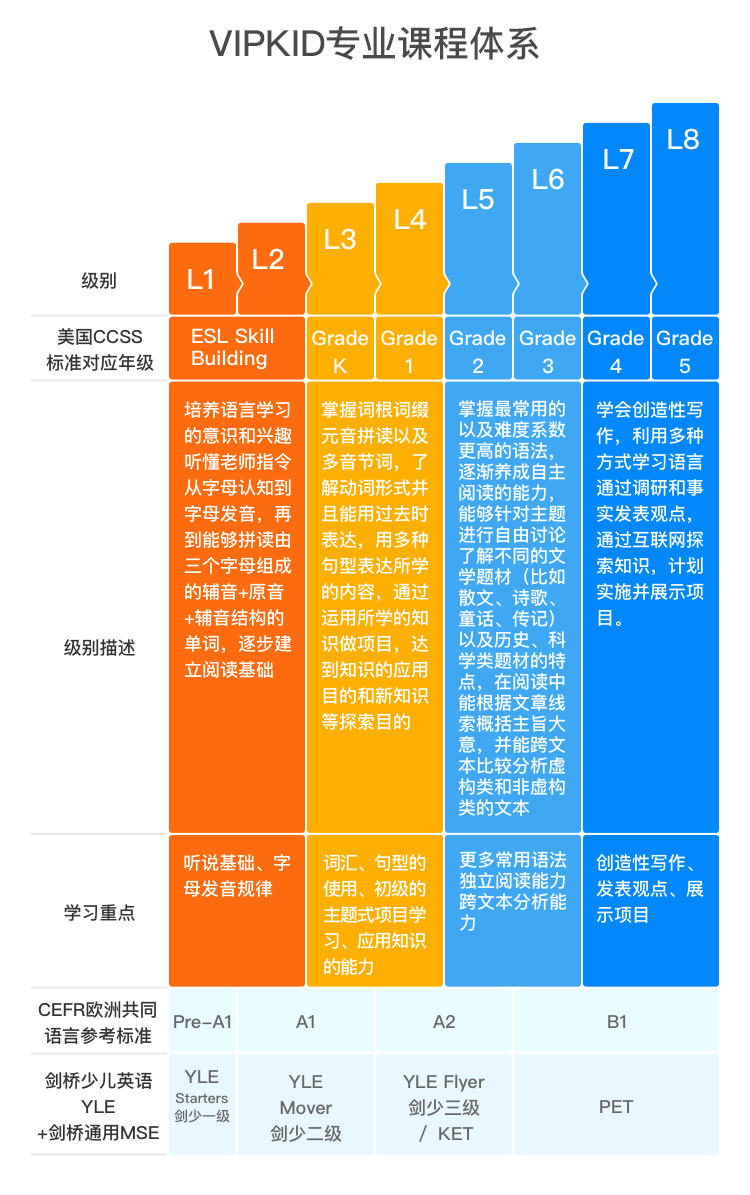 VIPKID专业课程体系
级别
L1
L2
L3
L4
L5
L6
L7
L8
美国CCSS
标准对应年级
ESL Skill
Building
Grade
K
Grade
1
Grade
2
Grade
3
Grade
4
Grade
5
级别描述
培养语言学习
的意识和兴趣
听懂老师指令
从字母认知到
字母发音，再
到能够拼读由
三个字母组成
的辅音+原音
+辅音结构的
单词，逐步建
立阅读基础
掌握词根词缀
元音拼读以及
多音节词，了
解动词形式并
且能用过去时
表达，用多种
句型表达所学
的内容，通过
运用所学的知
识做项目，达
到知识的应用
目的和新知识
等探索目的
掌握最常用的
以及难度系数
更高的语法，
逐渐养成自主
阅读的能力，
能够针对主题
进行自由讨论
了解不同的文
学题材（比如
散文、诗歌、
童话、传记）
以及历史、科
学类题材的特
点，在阅读中
能根据文章线
索概括主旨大
意，并能跨文
本比较分析虚
构类和非虚构
类的文本
学会创造性写
作，利用多种
方式学习语言
通过调研和事
实发表观点，
通过互联网探
索知识，计划
实施并展示项
目。
学习重点
听说基础、字
母发音规律
词汇、句型的
使用、初级的
主题式项目学
习、应用知识
的能力
更多常用语法
独立阅读能力
跨文本分析能
力
创造性写作、
发表观点、展
示项目
CEFR欧洲共同
语言参考标准
Pre-A1
A1
A2
B1
剑桥少儿英语
YLE
+剑桥通用MSE
YLE
Starters
剑少一级
YLE
Mover
剑少二级
YLE Flyer
剑少三级
/ KET
PET